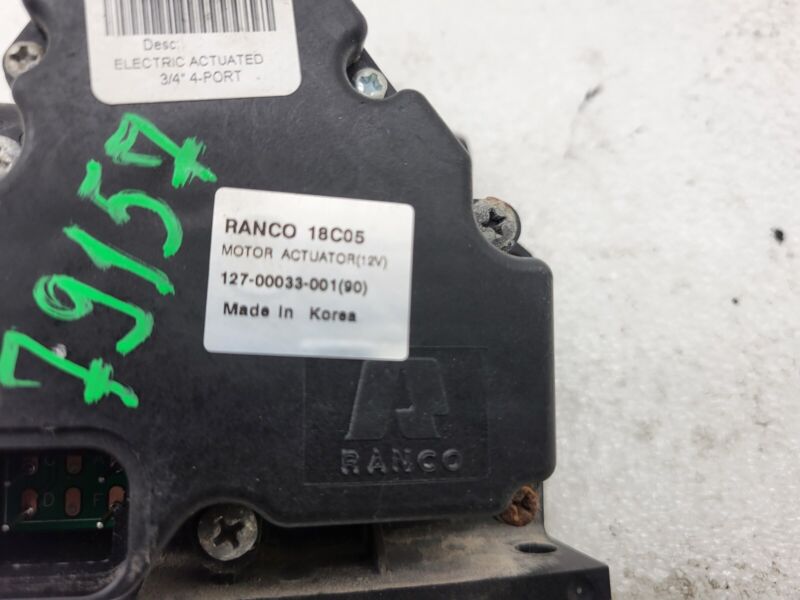 Desc:
ELECTRIC ACTUATED
3/4" 4-PORT
79157
RANCO 18C05
MOTOR ACTUATOR(12V)
127-00033-001(90)
Made In Korea
RANCO
D F